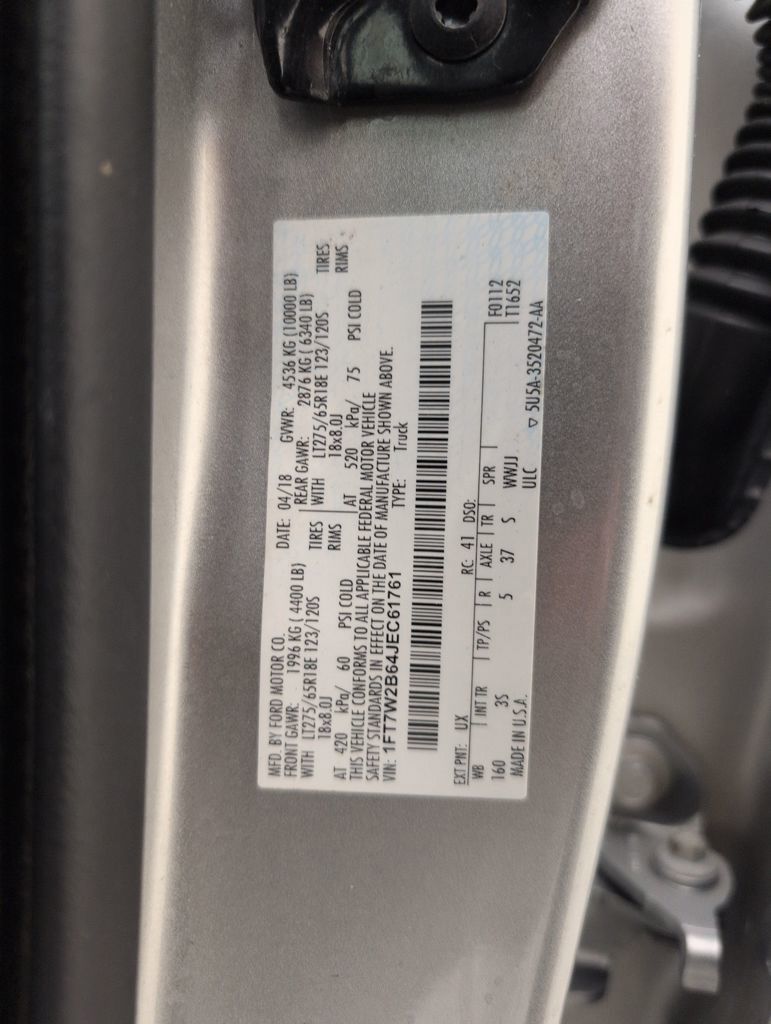 MFD. BY FORD MOTOR CO.
DATE: 04/18 GVWR: 4536 KG (10000 LB)
FRONT GAWR: 1996 KG ( 4400 LB) REAR GAWR: 2876 KG ( 6340 LB)
WITH LT275/65R18E 123/120S TIRES WITH LT275/65R18E 123/120S TIRES
18x8.0J RIMS 18x8.0J RIMS
AT 420 kPa/ 60 PSI COLD AT 520 kPa/ 75 PSI COLD
THIS VEHICLE CONFORMS TO ALL APPLICABLE FEDERAL MOTOR VEHICLE
SAFETY STANDARDS IN EFFECT ON THE DATE OF MANUFACTURE SHOWN ABOVE.
VIN: 1FT7W2B64JEC61761 TYPE: Truck
EXT PNT: UX RC: 41 DSO:
WB INT TR TP/PS R AXLE TR SPR F0112
160 3S 5 37 S WWJJ T1652
MADE IN U.S.A. ULC
▽ 5U5A-3520472-AA